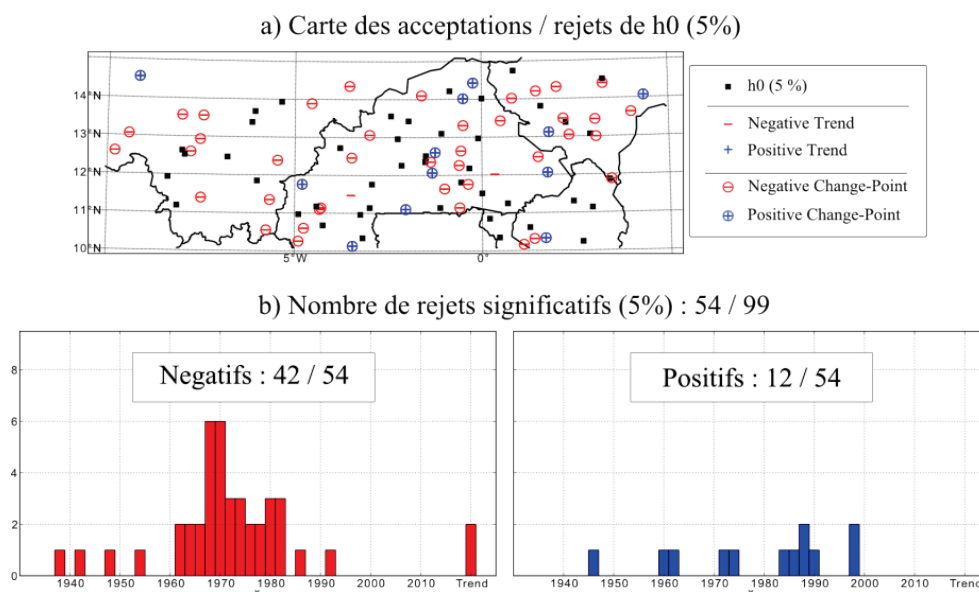 a) Carte des acceptations / rejets de h0 (5%)
14°N
13°N
12°N
11°N
10°N
5°W
0°
h0 (5 %)
Negative Trend
Positive Trend
Negative Change-Point
Positive Change-Point
b) Nombre de rejets significatifs (5%) : 54 / 99
Negatifs : 42 / 54
8
6
4
2
0
1940 1950 1960 1970 1980 1990 2000 2010 Trend
Positifs : 12 / 54
1940 1950 1960 1970 1980 1990 2000 2010 Trend